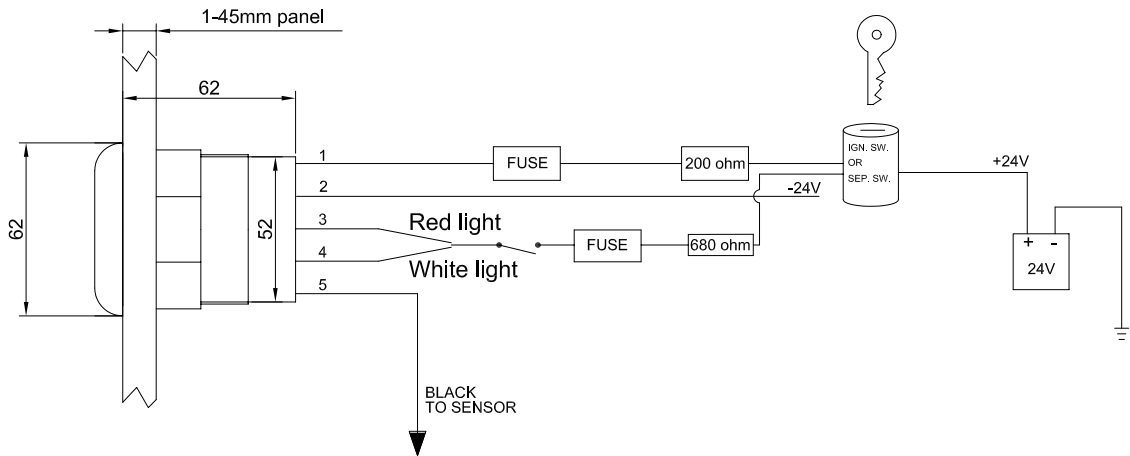 1-45mm panel
62
62
52
1
FUSE
200 ohm
IGN. SW.
OR
SEP. SW.
+24V
2
-24V
3
Red light
4
White light
FUSE
680 ohm
5
+ -
24V
BLACK
TO SENSOR